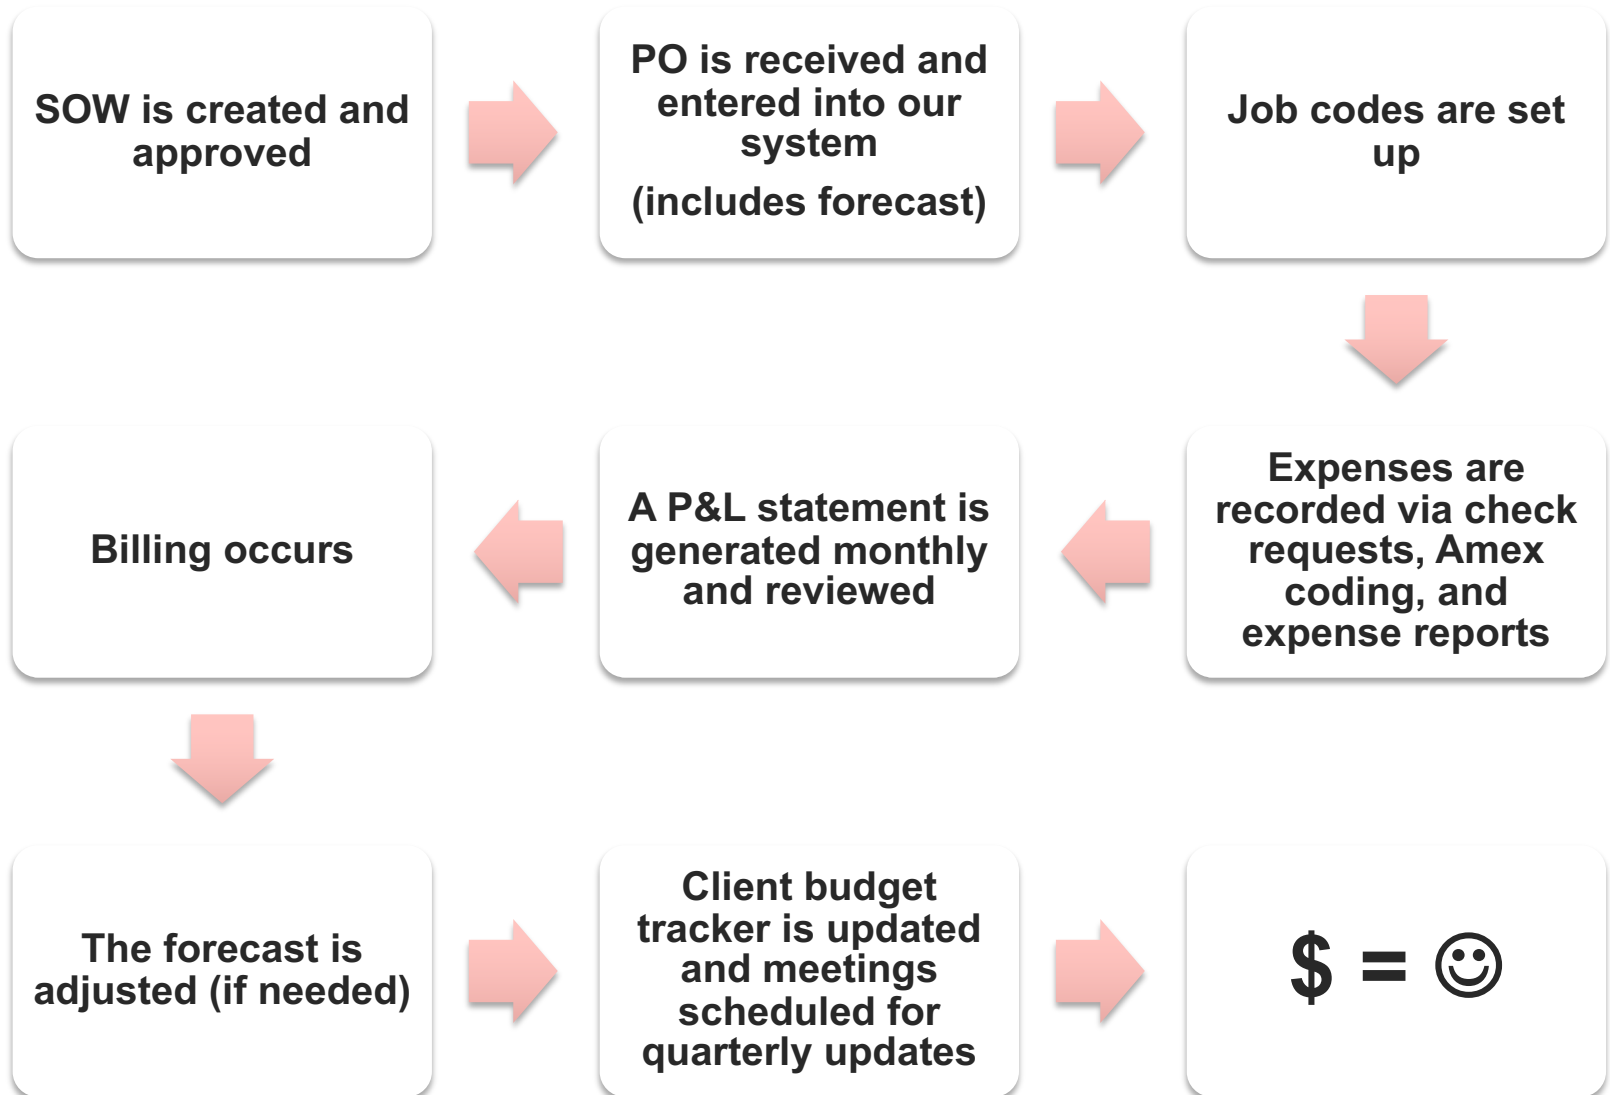 SOW is created and
approved
PO is received and
entered into our
system
(includes forecast)
Job codes are set
up
Expenses are
recorded via check
requests, Amex
coding, and
expense reports
A P&L statement is
generated monthly
and reviewed
Billing occurs
The forecast is
adjusted (if needed)
Client budget
tracker is updated
and meetings
scheduled for
quarterly updates
$ = ☺